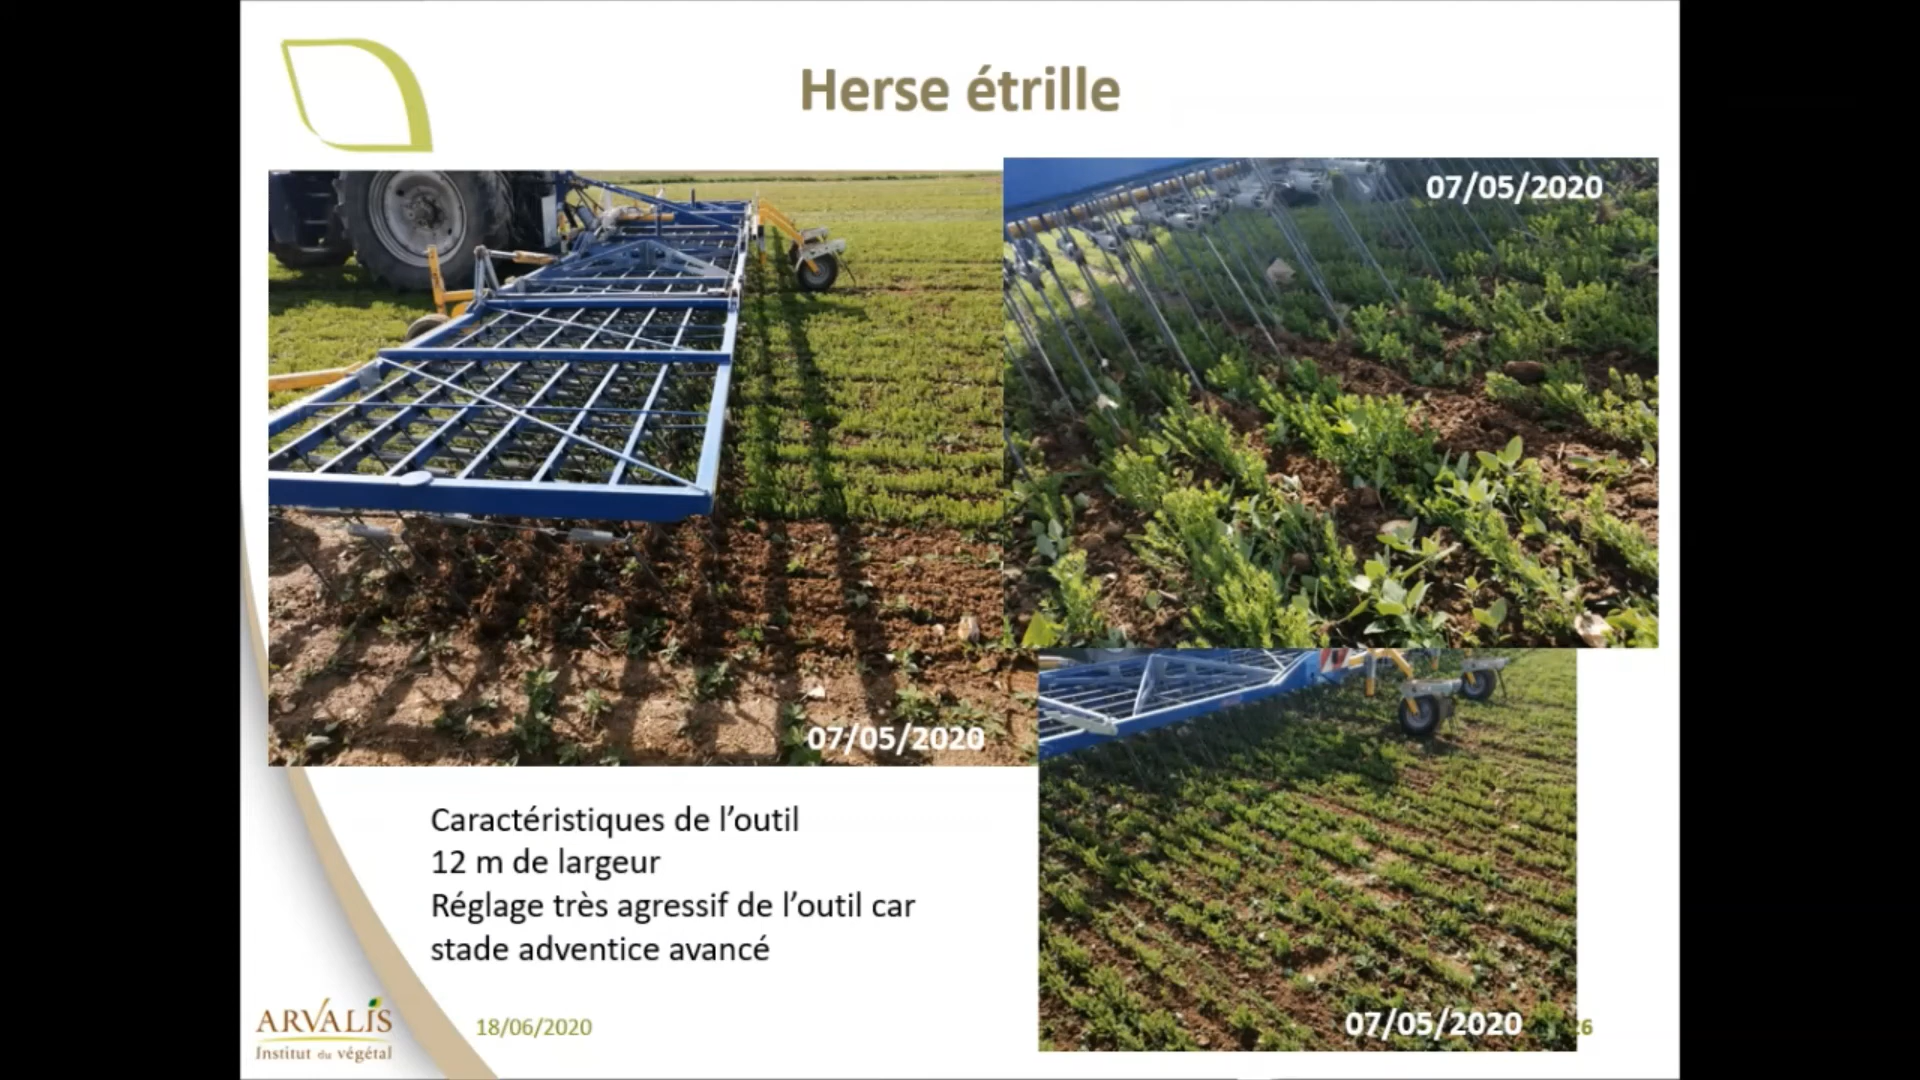 Herse étrille
07/05/2020
07/05/2020
Caractéristiques de l’outil
12 m de largeur
Réglage très agressif de l’outil car
stade adventice avancé
07/05/2020
ARVALIS
Institut du végétal
18/06/2020